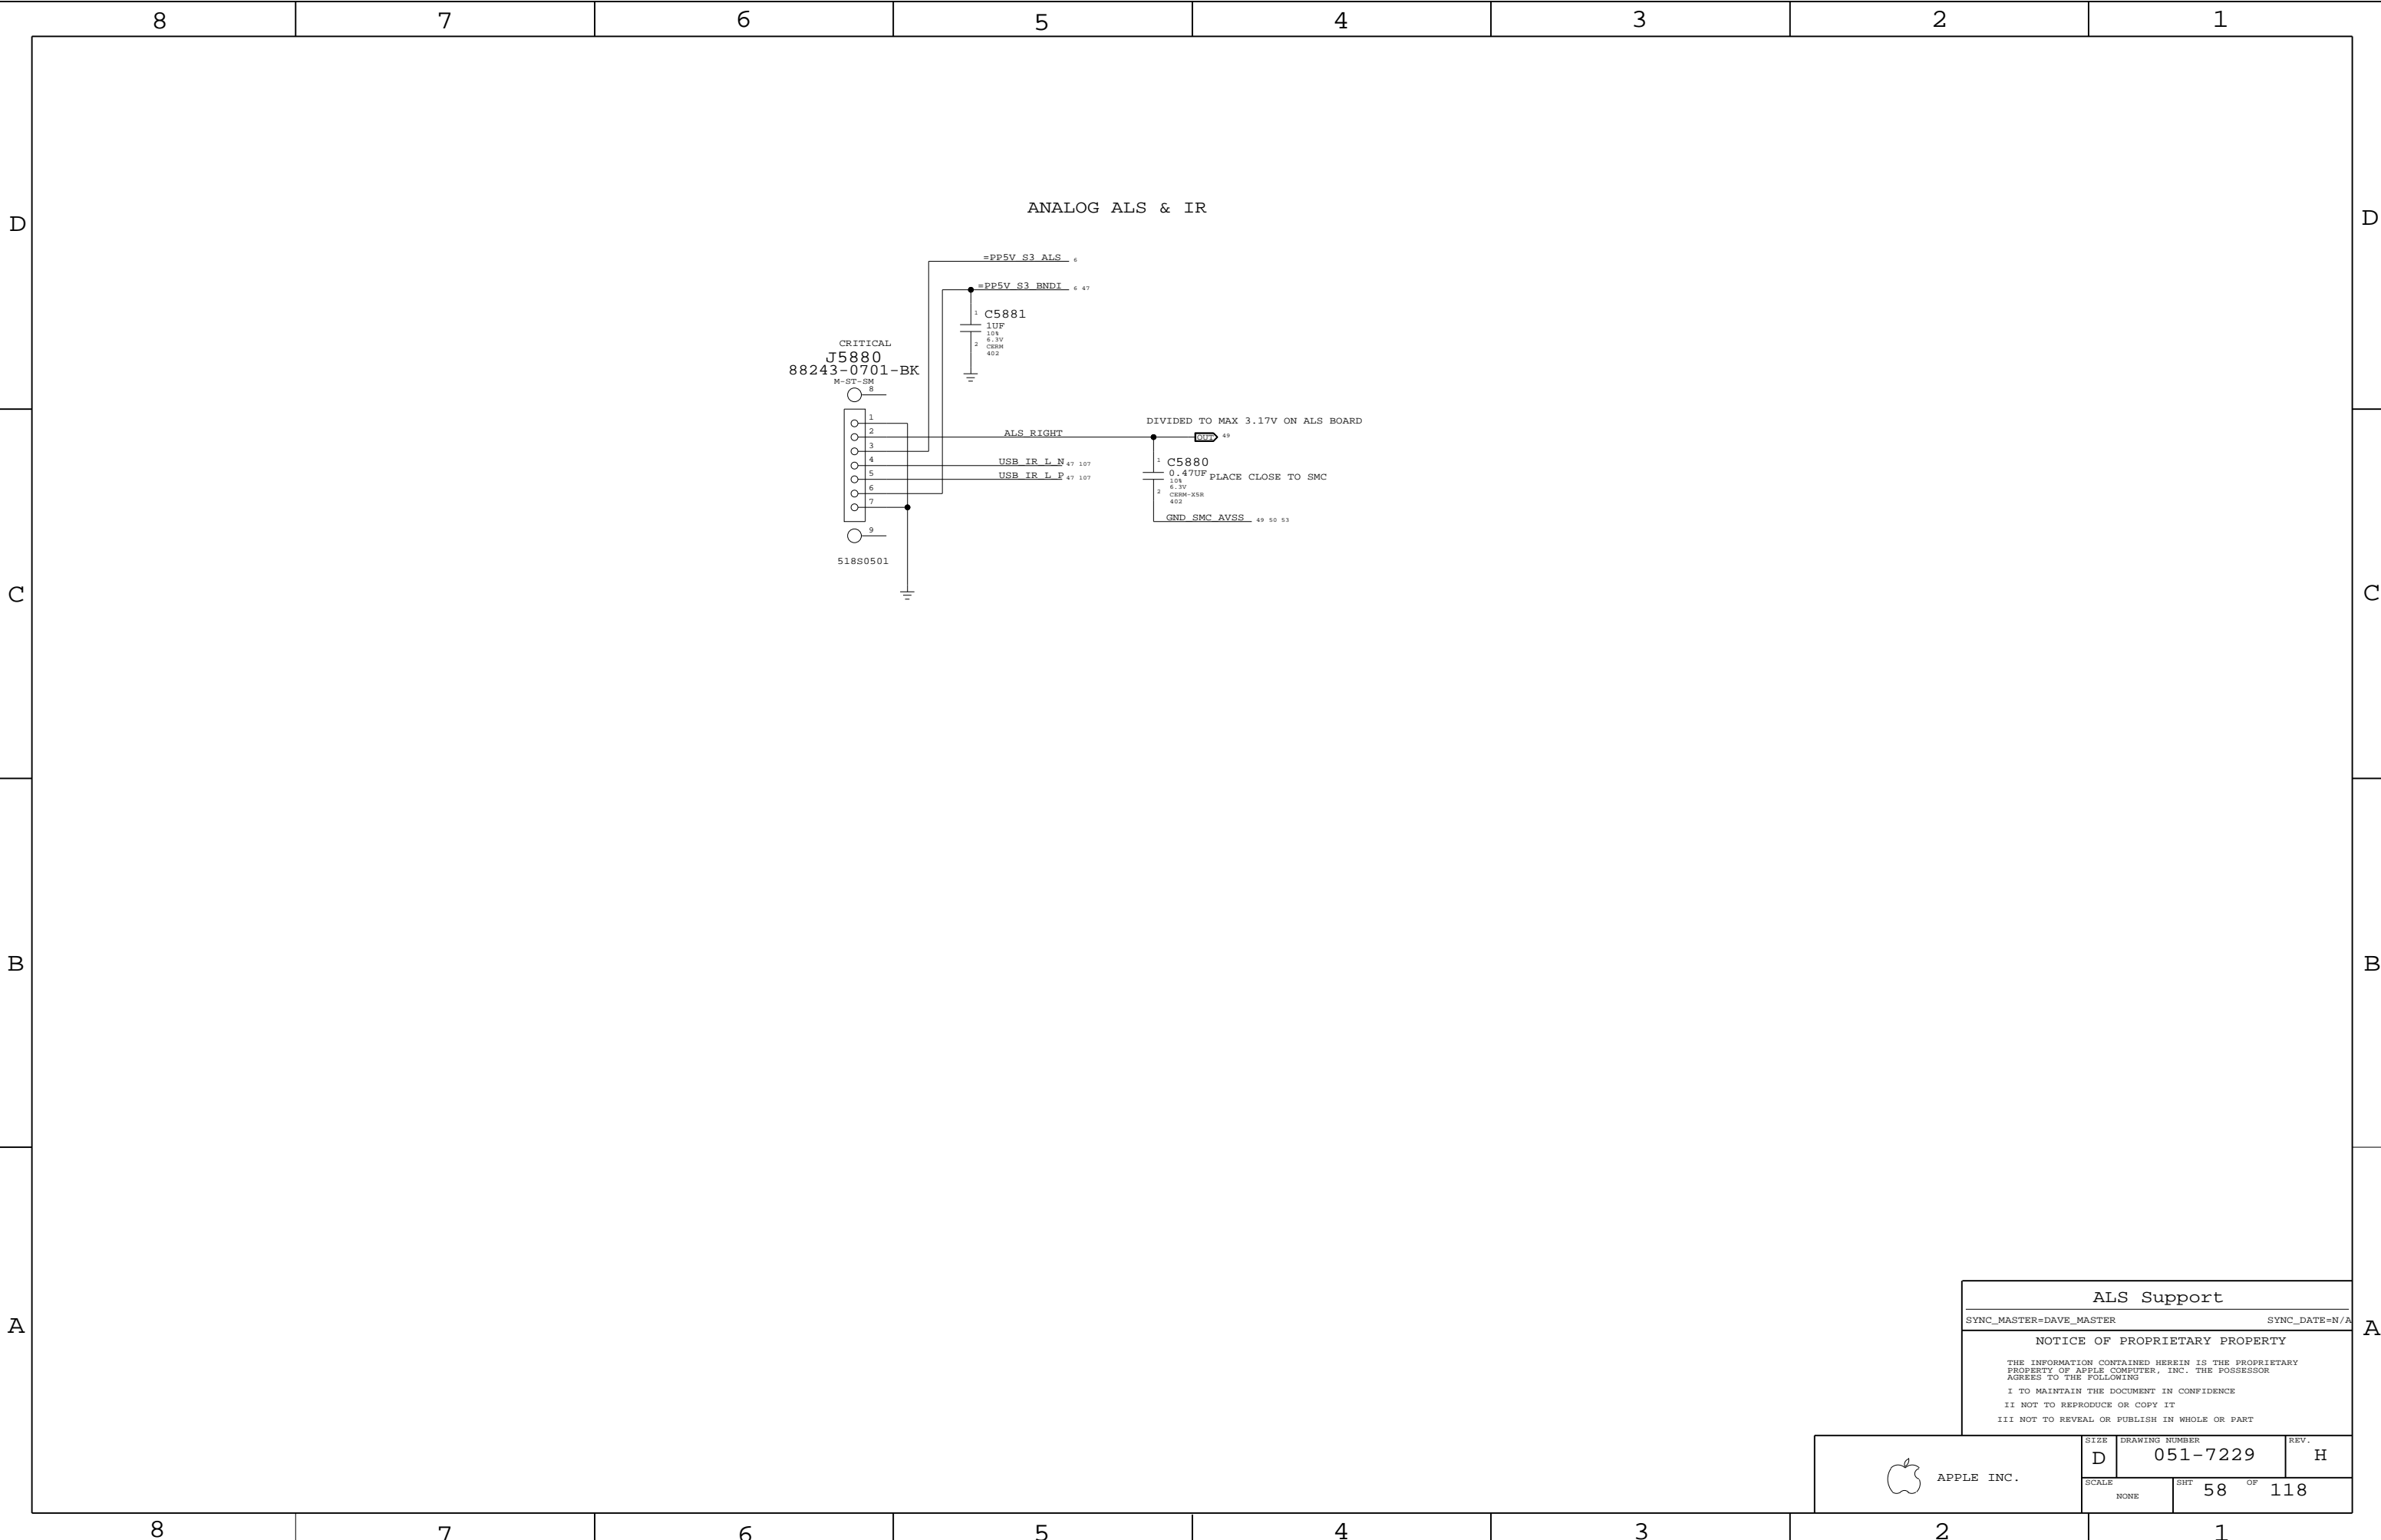 8 7 6 5 4 3 2 1
D D
ANALOG ALS & IR
=PP5V_S3_ALS 6
=PP5V_S3_BNDI 6 47
1 C5881
1UF
10%
6.3V
2 CERM
402
CRITICAL
J5880
88243-0701-BK
M-ST-SM
8
1
2 ALS_RIGHT
3
4 USB_IR_L_N 47 107
5 USB_IR_L_P 47 107
6
7
9
518S0501
DIVIDED TO MAX 3.17V ON ALS BOARD
OUT 49
1 C5880
0.47UF PLACE CLOSE TO SMC
10%
6.3V
2 CERM-X5R
402
GND_SMC_AVSS 49 50 53
C C
B B
A A
ALS Support
SYNC_MASTER=DAVE_MASTER SYNC_DATE=N/A
NOTICE OF PROPRIETARY PROPERTY
THE INFORMATION CONTAINED HEREIN IS THE PROPRIETARY
PROPERTY OF APPLE COMPUTER, INC. THE POSSESSOR
AGREES TO THE FOLLOWING
I TO MAINTAIN THE DOCUMENT IN CONFIDENCE
II NOT TO REPRODUCE OR COPY IT
III NOT TO REVEAL OR PUBLISH IN WHOLE OR PART
APPLE INC.
SIZE DRAWING NUMBER REV.
D 051-7229 H
SCALE SHT OF
NONE 58 118
8 7 6 5 4 3 2 1